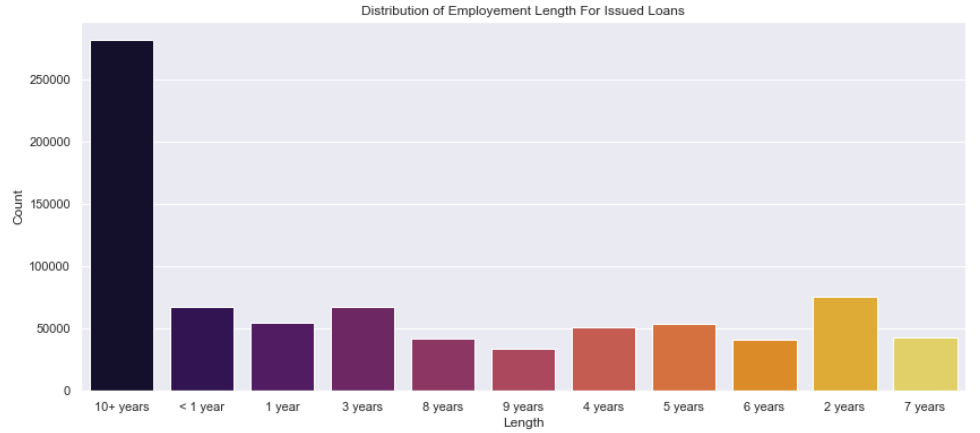 Distribution of Employement Length For Issued Loans
250000
200000
150000
100000
50000
0
Count
10+ years < 1 year 1 year 3 years 8 years 9 years 4 years 5 years 6 years 2 years 7 years
Length